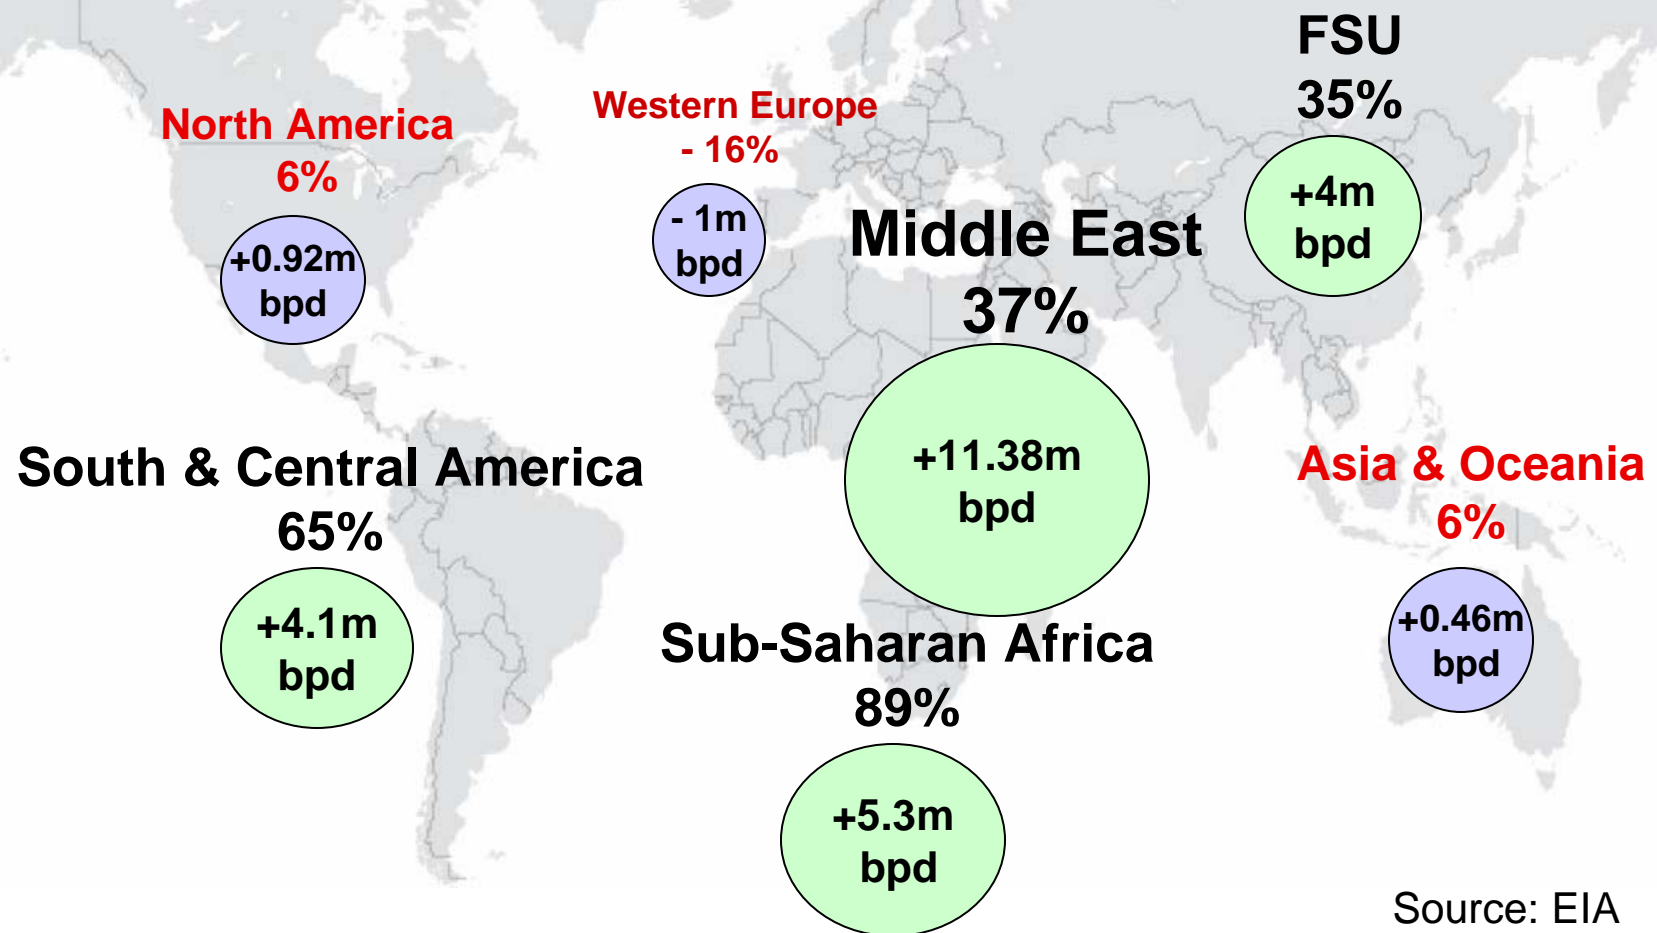 FSU
35%
+4m
bpd
North America
6%
+0.92m
bpd
Western Europe
- 16%
- 1m
bpd
Middle East
37%
+11.38m
bpd
South & Central America
65%
+4.1m
bpd
Asia & Oceania
6%
+0.46m
bpd
Sub-Saharan Africa
89%
+5.3m
bpd
Source: EIA